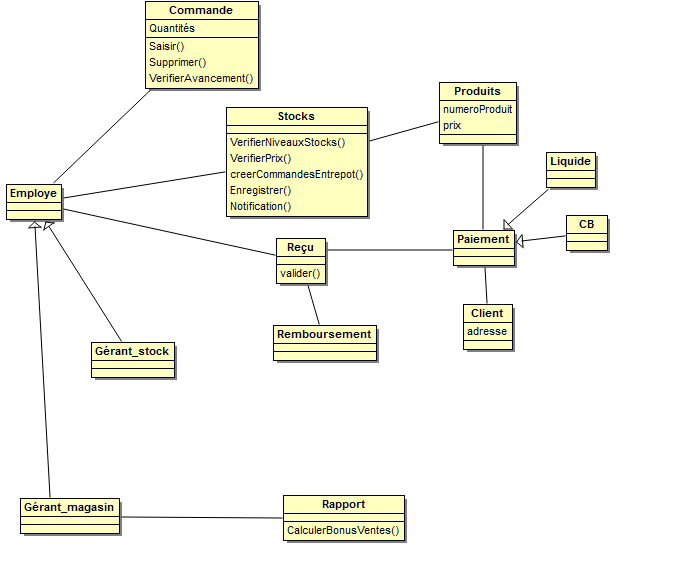 Commande
Quantités
Saisir()
Supprimer()
VerifierAvancement()
Produits
numeroProduit
prix
Stocks
VerifierNiveauxStocks()
VerifierPrix()
creerCommandesEntrepot()
Enregistrer()
Notification()
Liquide
Employe
CB
Paiement
Reçu
valider()
Client
adresse
Remboursement
Gérant_stock
Gérant_magasin
Rapport
CalculerBonusVentes()